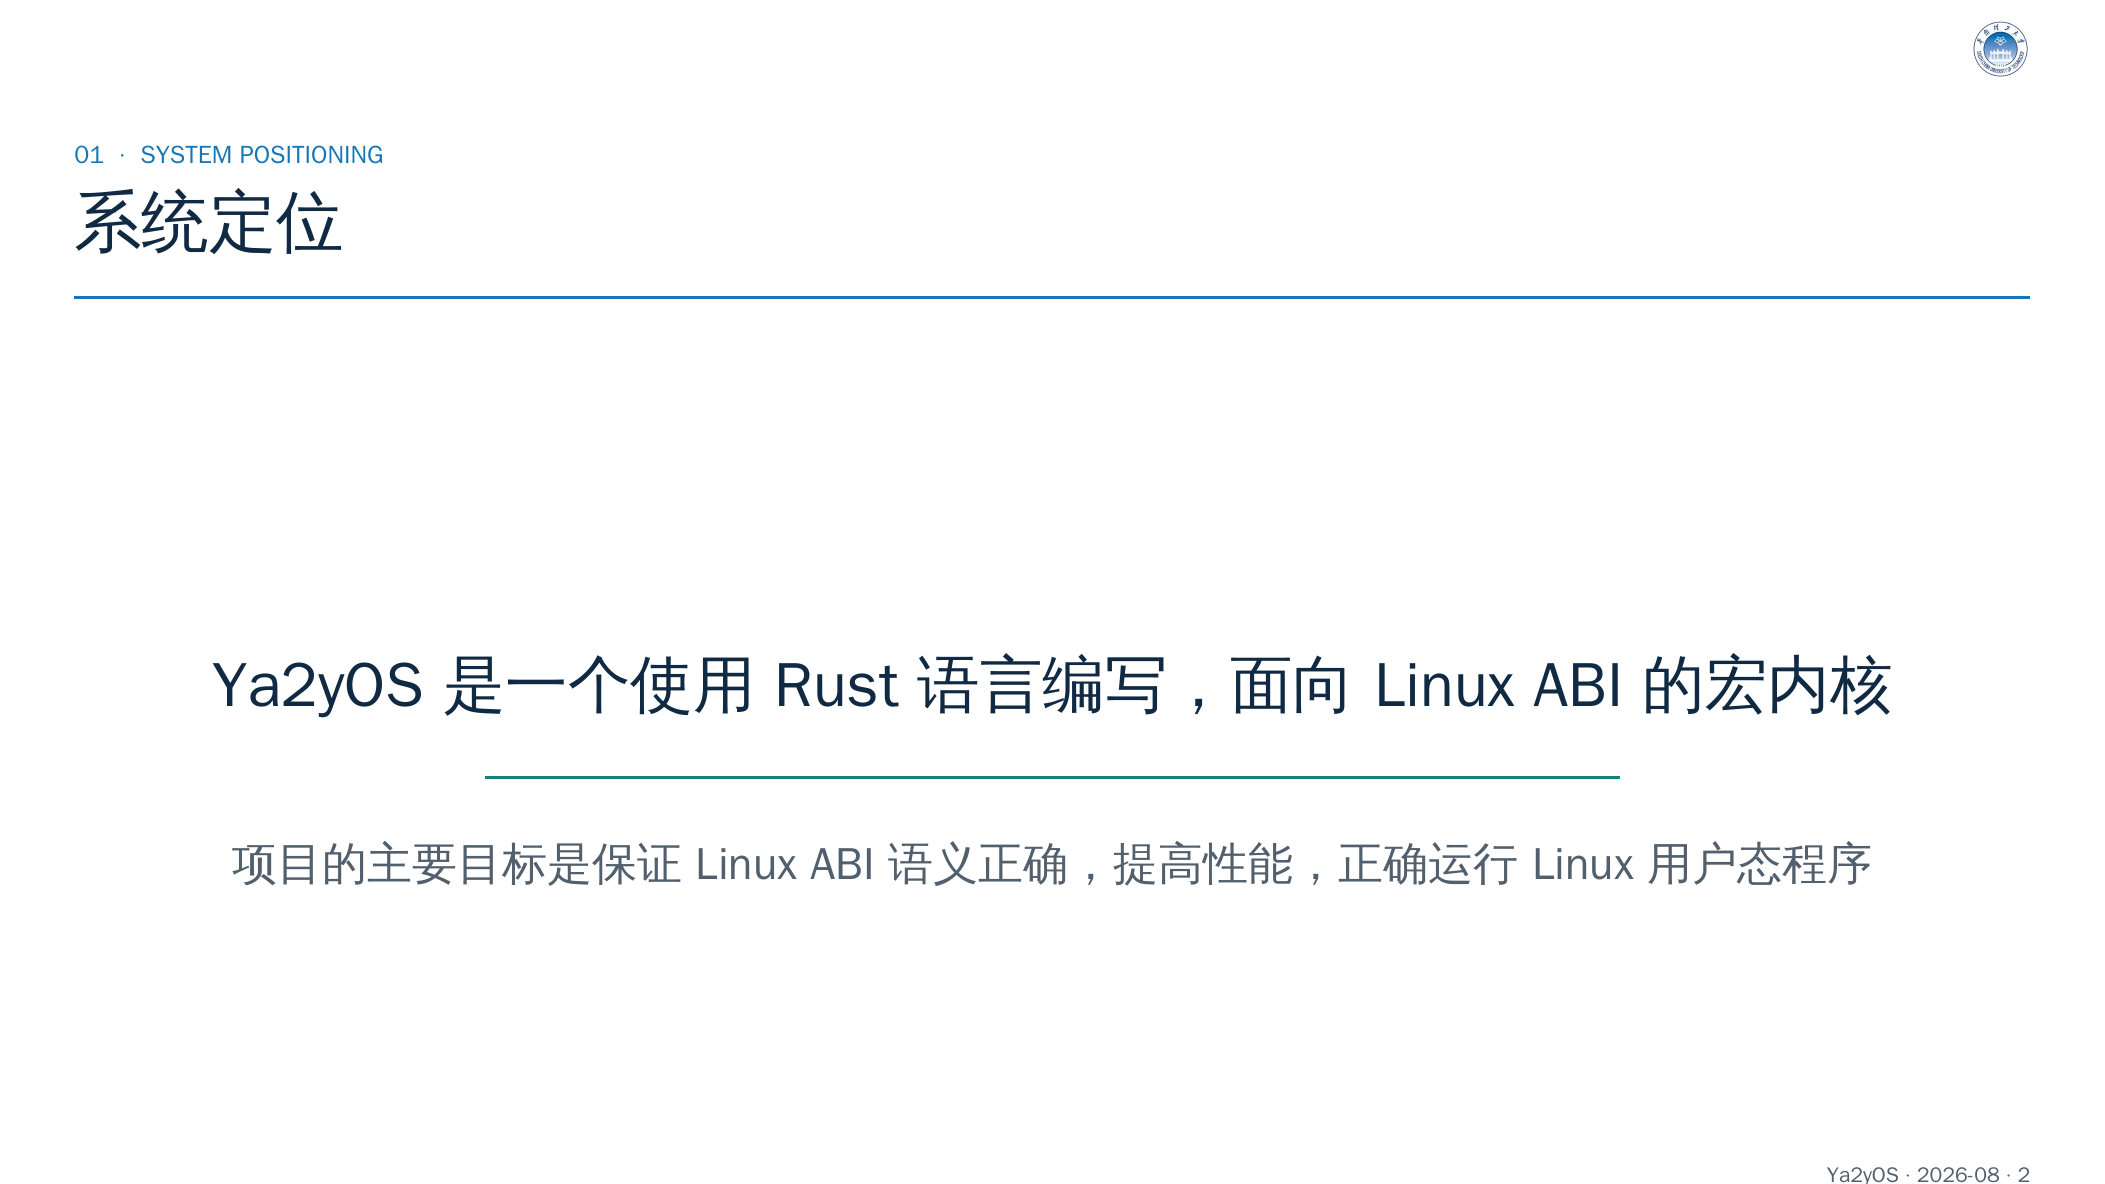 01 · SYSTEM POSITIONING
系统定位
Ya2yOS 是一个使用 Rust 语言编写，面向 Linux ABI 的宏内核
项目的主要目标是保证 Linux ABI 语义正确，提高性能，正确运行 Linux 用户态程序
Ya2yOS · 2026-08 · 2